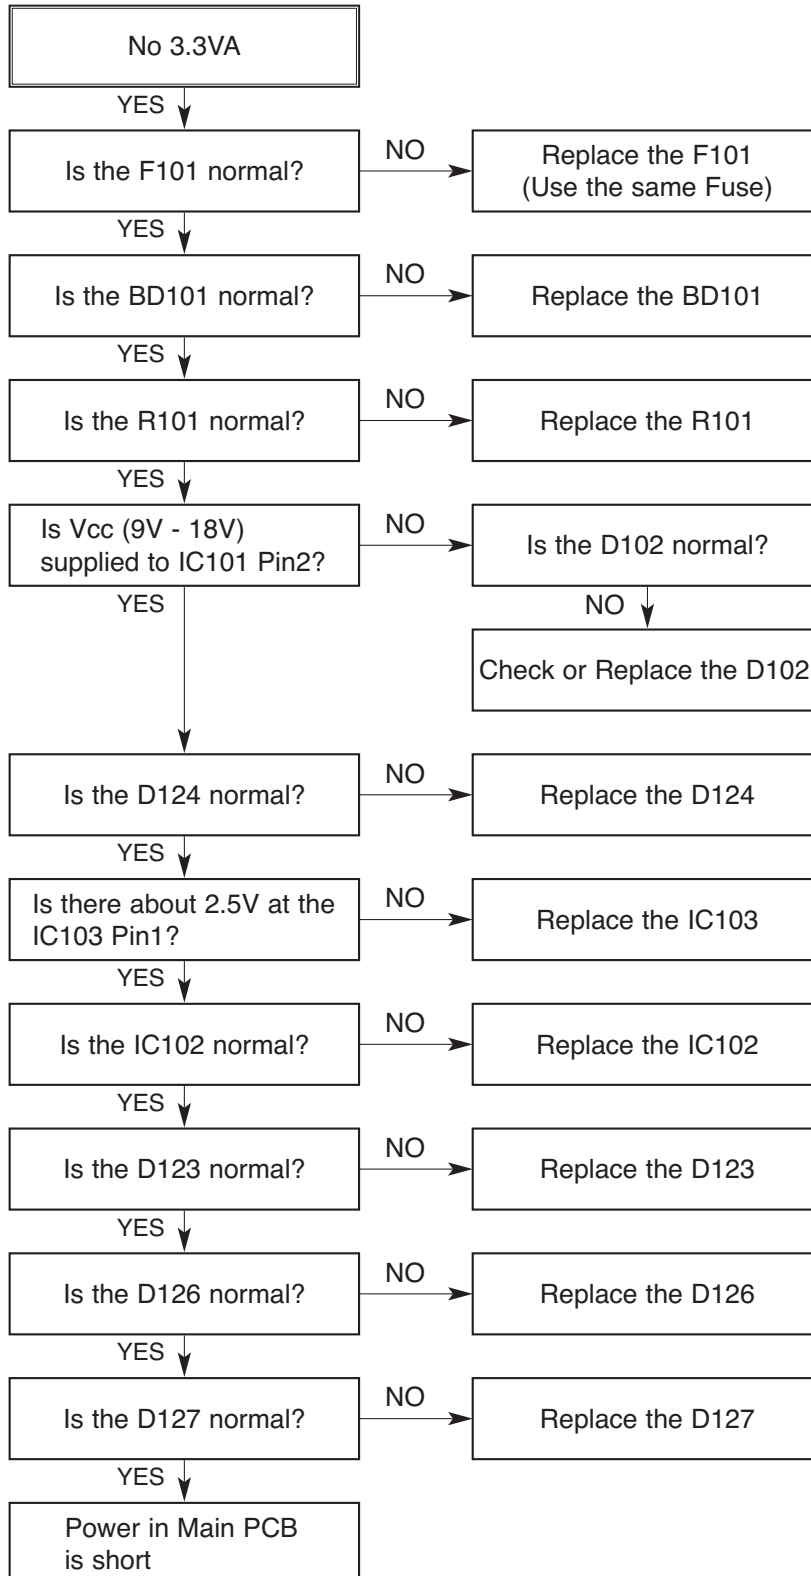 No 3.3VA
YES
Is the F101 normal?
NO
Replace the F101
(Use the same Fuse)
YES
Is the BD101 normal?
NO
Replace the BD101
YES
Is the R101 normal?
NO
Replace the R101
YES
Is Vcc (9V - 18V)
supplied to IC101 Pin2?
NO
Is the D102 normal?
NO
Check or Replace the D102
YES
Is the D124 normal?
NO
Replace the D124
YES
Is there about 2.5V at the
IC103 Pin1?
NO
Replace the IC103
YES
Is the IC102 normal?
NO
Replace the IC102
YES
Is the D123 normal?
NO
Replace the D123
YES
Is the D126 normal?
NO
Replace the D126
YES
Is the D127 normal?
NO
Replace the D127
YES
Power in Main PCB
is short